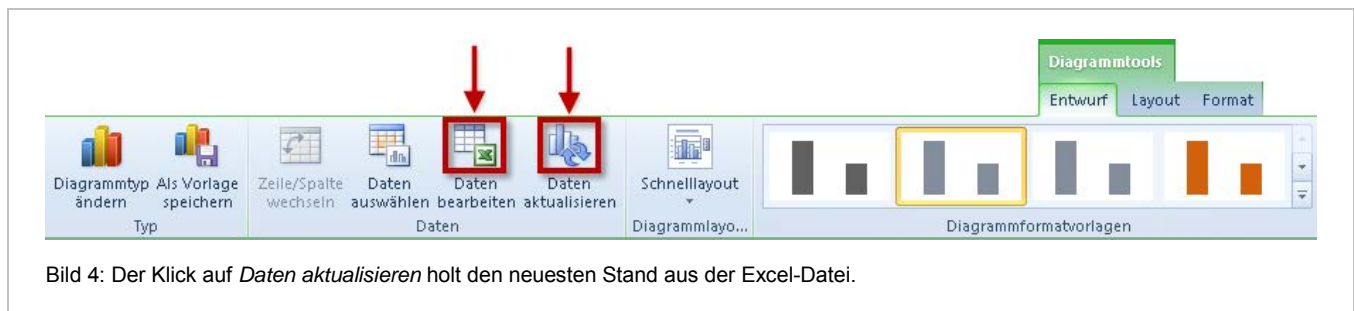 Diagrammtools
Entwurf Layout Format
Diagrammtyp ändern
Als Vorlage speichern
Zeile/Spalte wechseln
Daten auswählen
Daten bearbeiten
Daten aktualisieren
Schnelllayout
Typ
Daten
Diagrammlayo...
Diagrammformatvorlagen
Bild 4: Der Klick auf Daten aktualisieren holt den neuesten Stand aus der Excel-Datei.